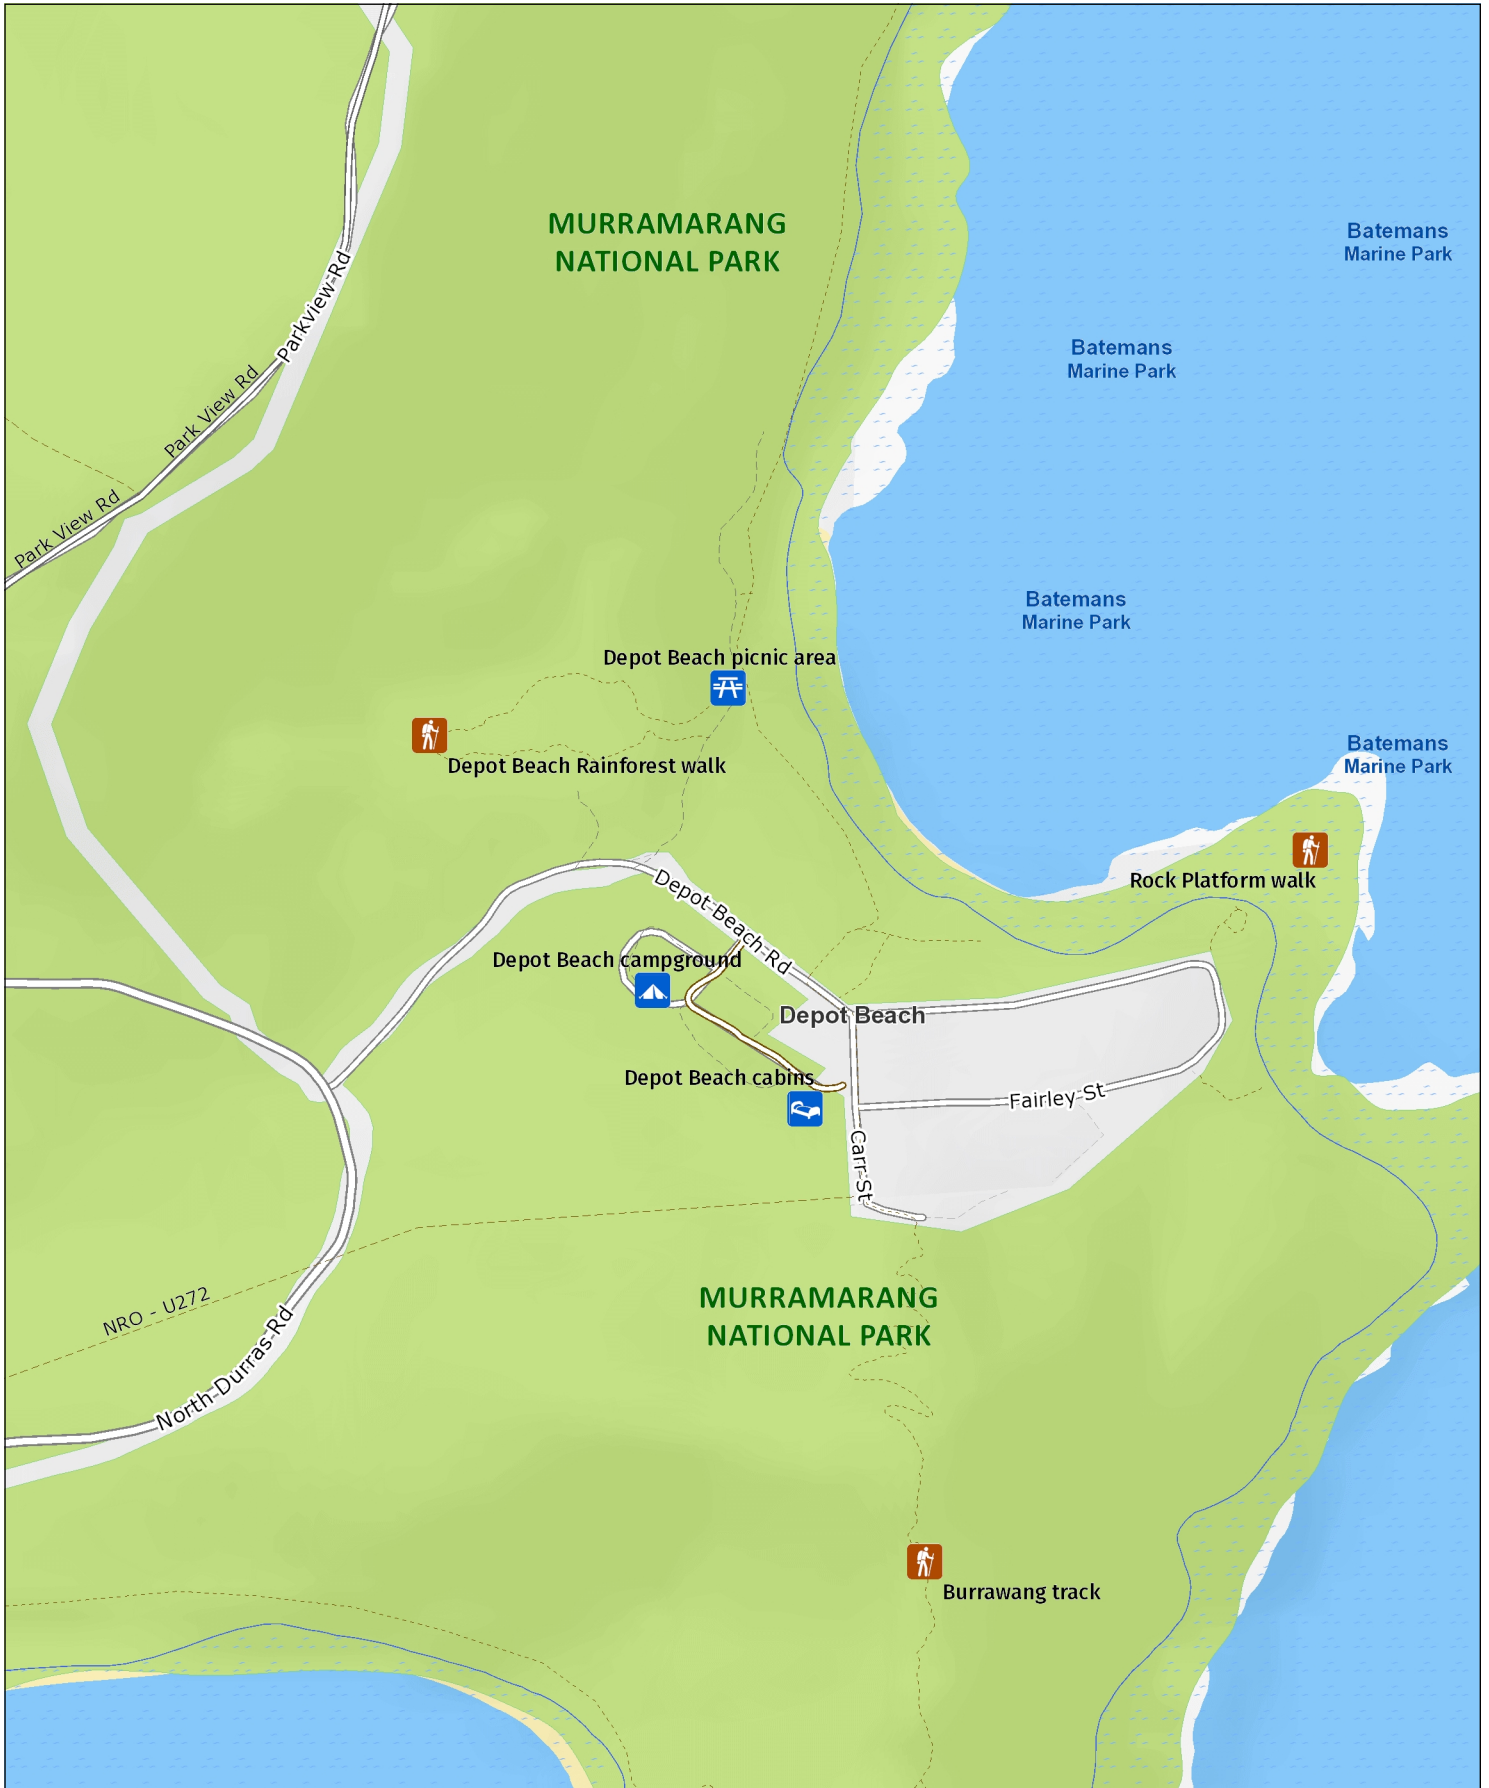 MURRAMARANG
NATIONAL PARK
Batemans
Marine Park
Parkview Rd
Batemans
Marine Park
Park View Rd
Park View Rd
Batemans
Marine Park
Depot Beach picnic area
Batemans
Marine Park
Depot Beach Rainforest walk
Rock Platform walk
Depot Beach Rd
Depot Beach campground
Depot Beach
Depot Beach cabins
Fairley St
Carr St
NRO - U272
MURRAMARANG
NATIONAL PARK
North Durras Rd
Burrawang track